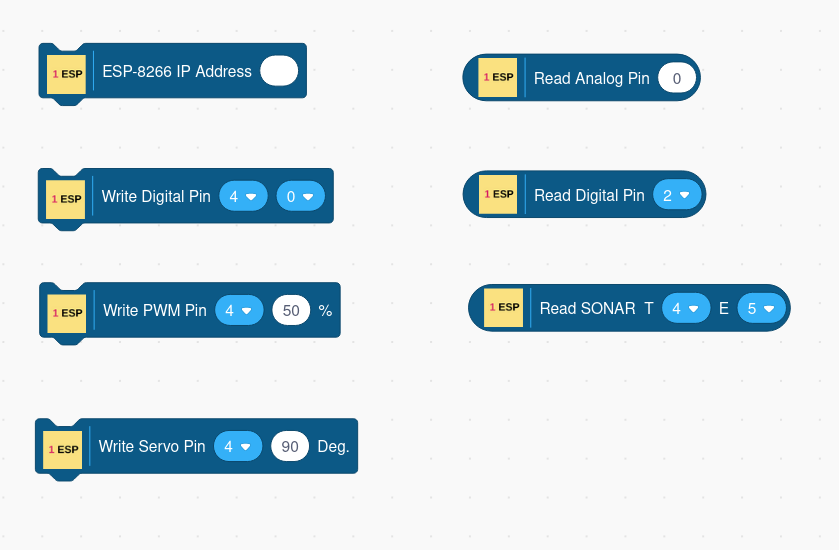 1 ESP ESP-8266 IP Address
1 ESP Read Analog Pin 0
1 ESP Write Digital Pin 4 0
1 ESP Read Digital Pin 2
1 ESP Write PWM Pin 4 50 %
1 ESP Read SONAR T 4 E 5
1 ESP Write Servo Pin 4 90 Deg.